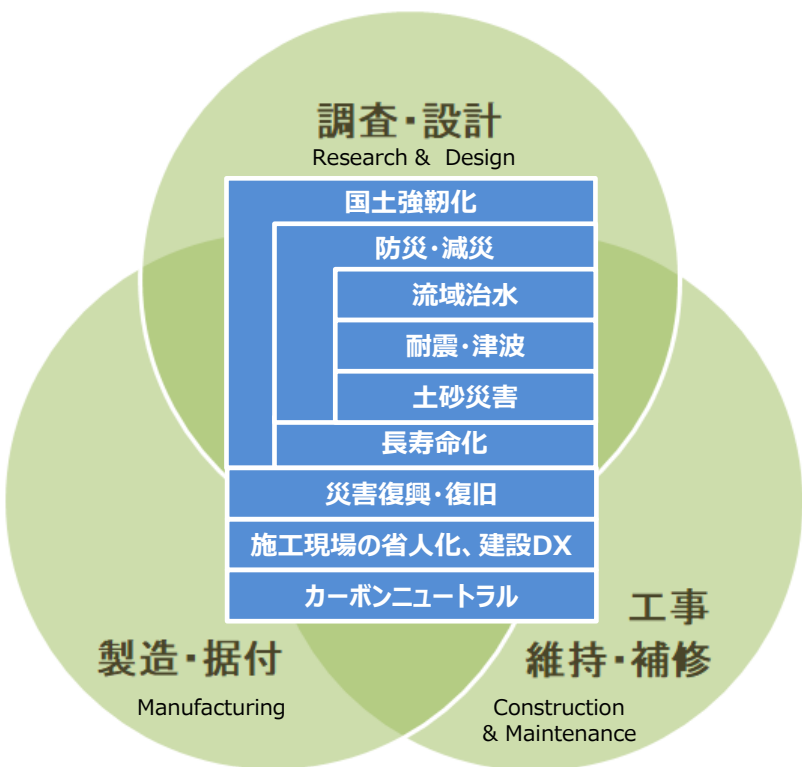 調査・設計
Research & Design
国土強靭化
防災・減災
流域治水
耐震・津波
土砂災害
長寿命化
災害復興・復旧
施工現場の省人化、建設DX
カーボンニュートラル
製造・据付
Manufacturing
工事
維持・補修
Construction
& Maintenance